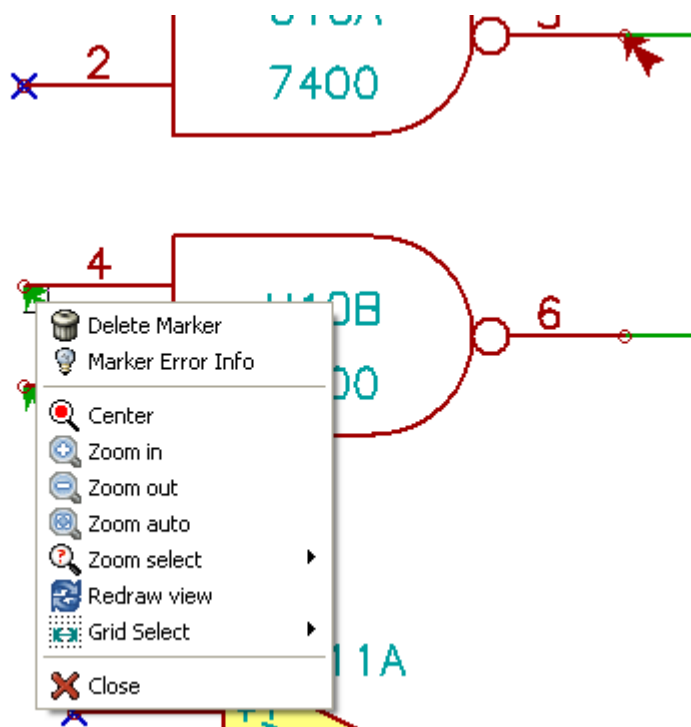 2
7400
4
6
Delete Marker
Marker Error Info
Center
Zoom in
Zoom out
Zoom auto
Zoom select
Redraw view
Grid Select
Close